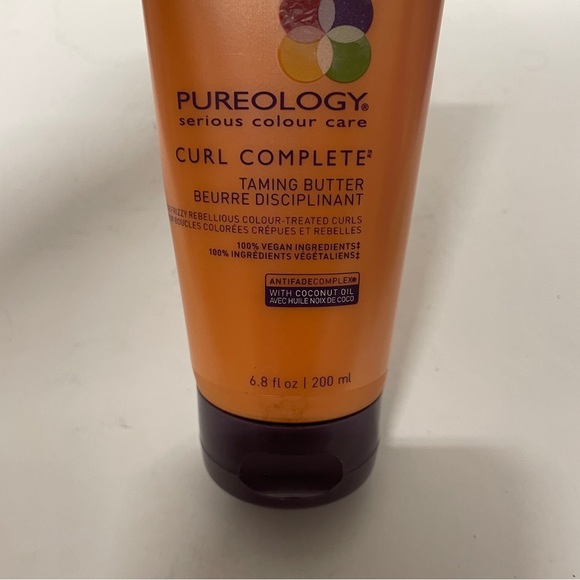 PUREOLOGY®
serious colour care
CURL COMPLETE
TAMING BUTTER
BEURRE DISCIPLINANT
FRIZZY REBELLIOUS COLOUR-TREATED CURLS
BOUCLES COLORÉES CRÉPUES ET REBELLES
100% VEGAN INGREDIENTS‡
100% INGRÉDIENTS VÉGÉTALIENS‡
ANTIFADECOMPLEX®
WITH COCONUT OIL
AVEC HUILE NOIX DE COCO
6.8 fl oz | 200 ml